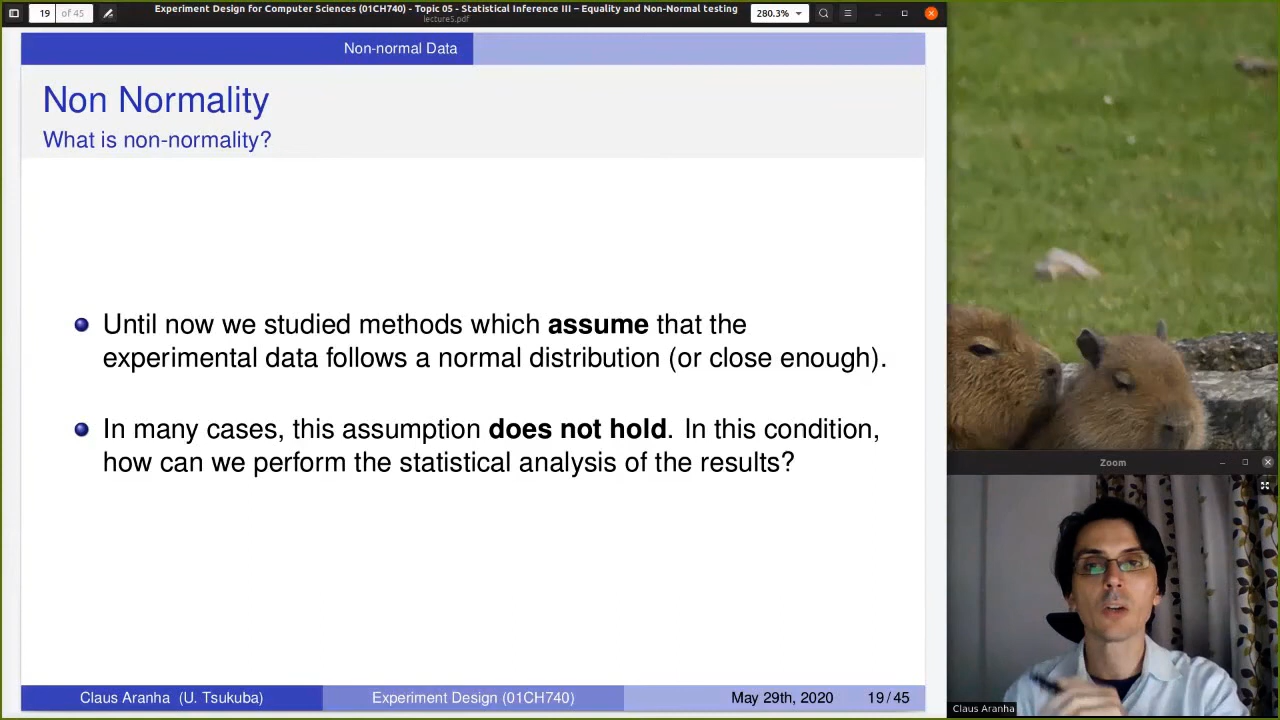 19 of 45
Experiment Design for Computer Sciences (01CH740) - Topic 05 - Statistical Inference III – Equality and Non-Normal testing
lecture5.pdf
280.3%
Non-normal Data
Non Normality
What is non-normality?
Until now we studied methods which assume that the
experimental data follows a normal distribution (or close enough).
In many cases, this assumption does not hold. In this condition,
how can we perform the statistical analysis of the results?
Claus Aranha (U. Tsukuba)
Experiment Design (01CH740)
May 29th, 2020
19 / 45
Zoom
Claus Aranha